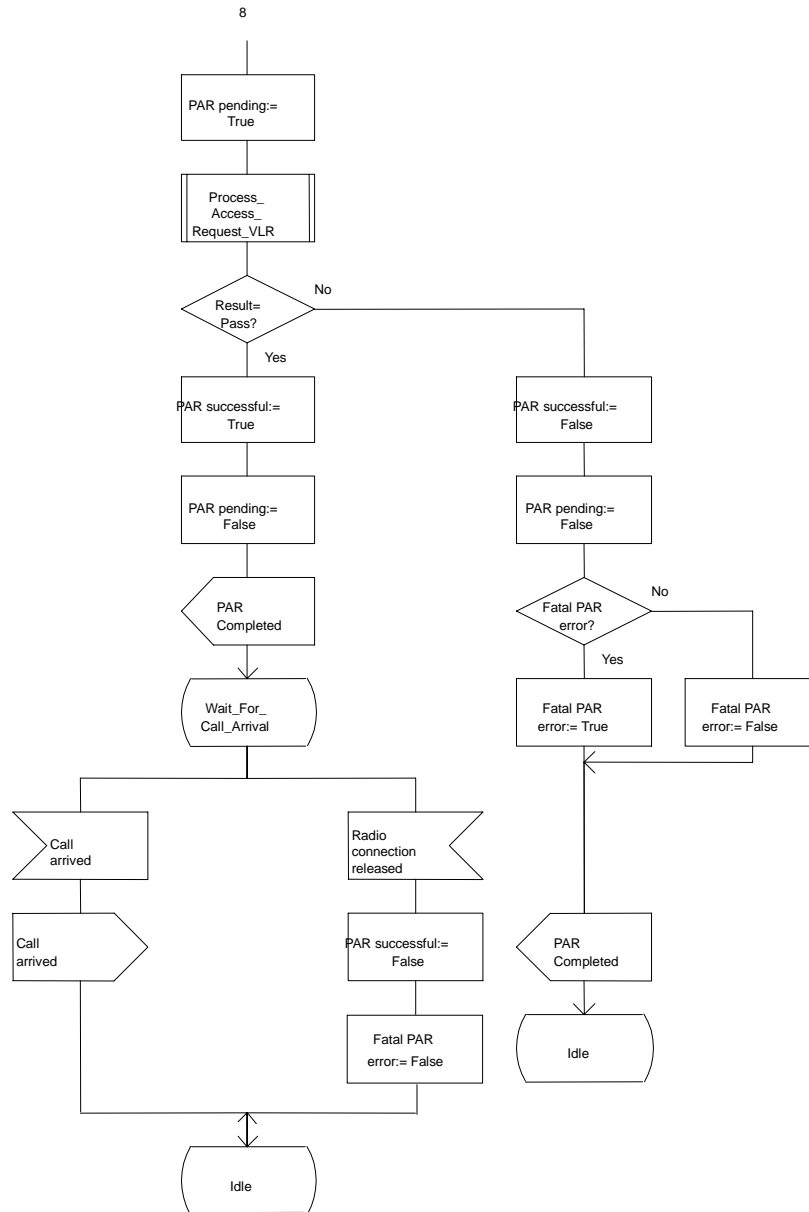 8
PAR pending:=
True
Process_
Access_
Request_VLR
Result=
Pass?
No
Yes
PAR successful:=
True
PAR successful:=
False
PAR pending:=
False
PAR pending:=
False
PAR
Completed
Fatal PAR
error?
No
Yes
Wait_For_
Call_Arrival
Fatal PAR
error:= True
Fatal PAR
error:= False
Call
arrived
Radio
connection
released
Call
arrived
PAR successful:=
False
PAR
Completed
Fatal PAR
error:= False
Idle
Idle